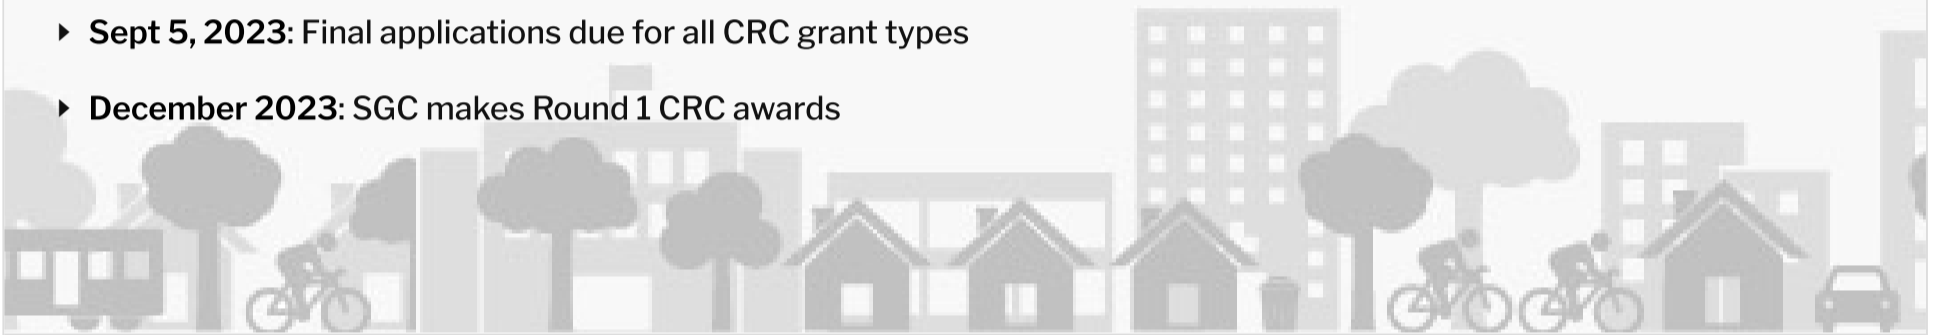 Sept 5, 2023: Final applications due for all CRC grant types
December 2023: SGC makes Round 1 CRC awards